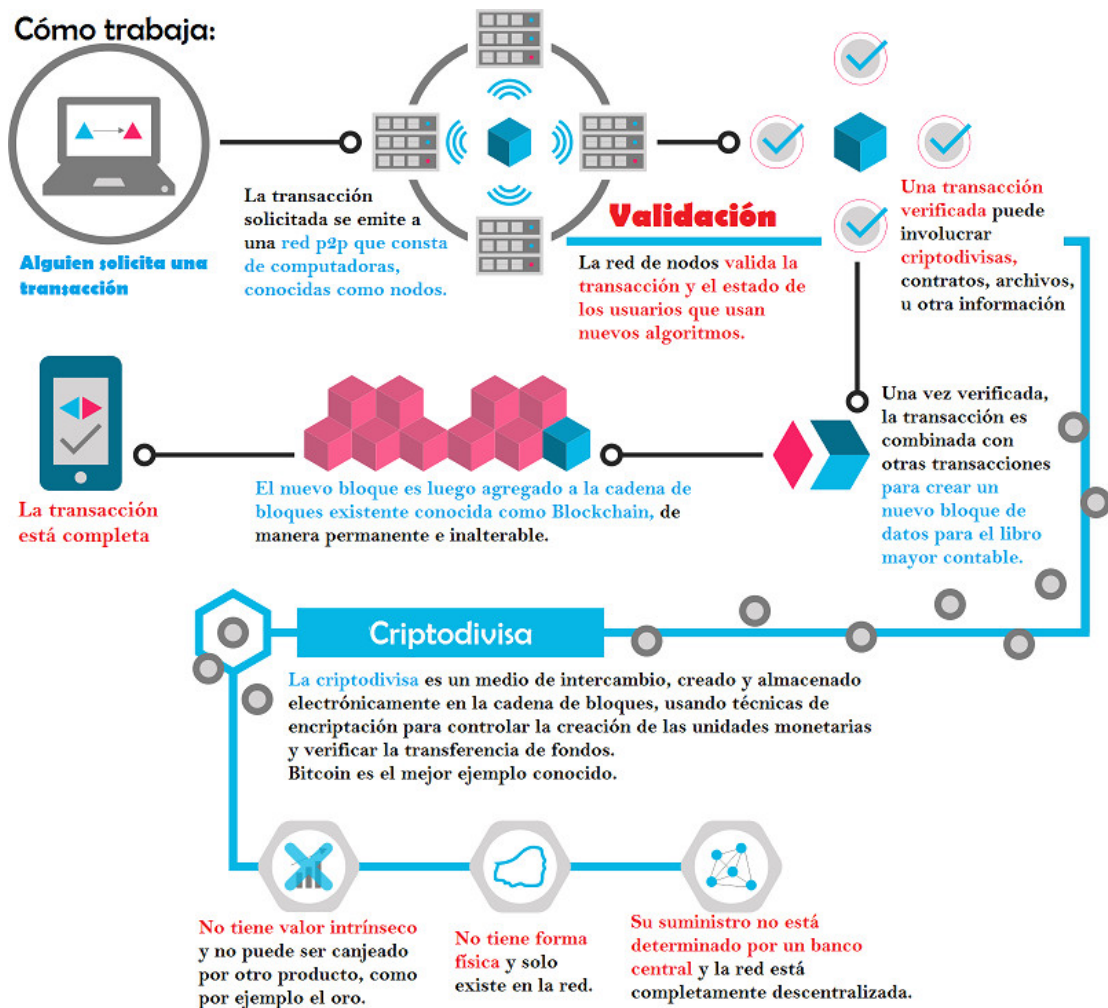 Cómo trabaja:
Alguien solicita una
transacción
La transacción
solicitada se emite a
una red p2p que consta
de computadoras,
conocidas como nodos.
Validación
La red de nodos valida la
transacción y el estado de
los usuarios que usan
nuevos algoritmos.
Una transacción
verificada puede
involucrar
criptodivisas,
contratos, archivos,
u otra información
Una vez verificada,
la transacción es
combinada con
otras transacciones
para crear un
nuevo bloque de
datos para el libro
mayor contable.
El nuevo bloque es luego agregado a la cadena de
bloques existente conocida como Blockchain, de
manera permanente e inalterable.
La transacción
está completa
Criptodivisa
La criptodivisa es un medio de intercambio, creado y almacenado
electrónicamente en la cadena de bloques, usando técnicas de
encriptación para controlar la creación de las unidades monetarias
y verificar la transferencia de fondos.
Bitcoin es el mejor ejemplo conocido.
No tiene valor intrínseco
y no puede ser canjeado
por otro producto, como
por ejemplo el oro.
No tiene forma
física y solo
existe en la red.
Su suministro no está
determinado por un banco
central y la red está
completamente descentralizada.